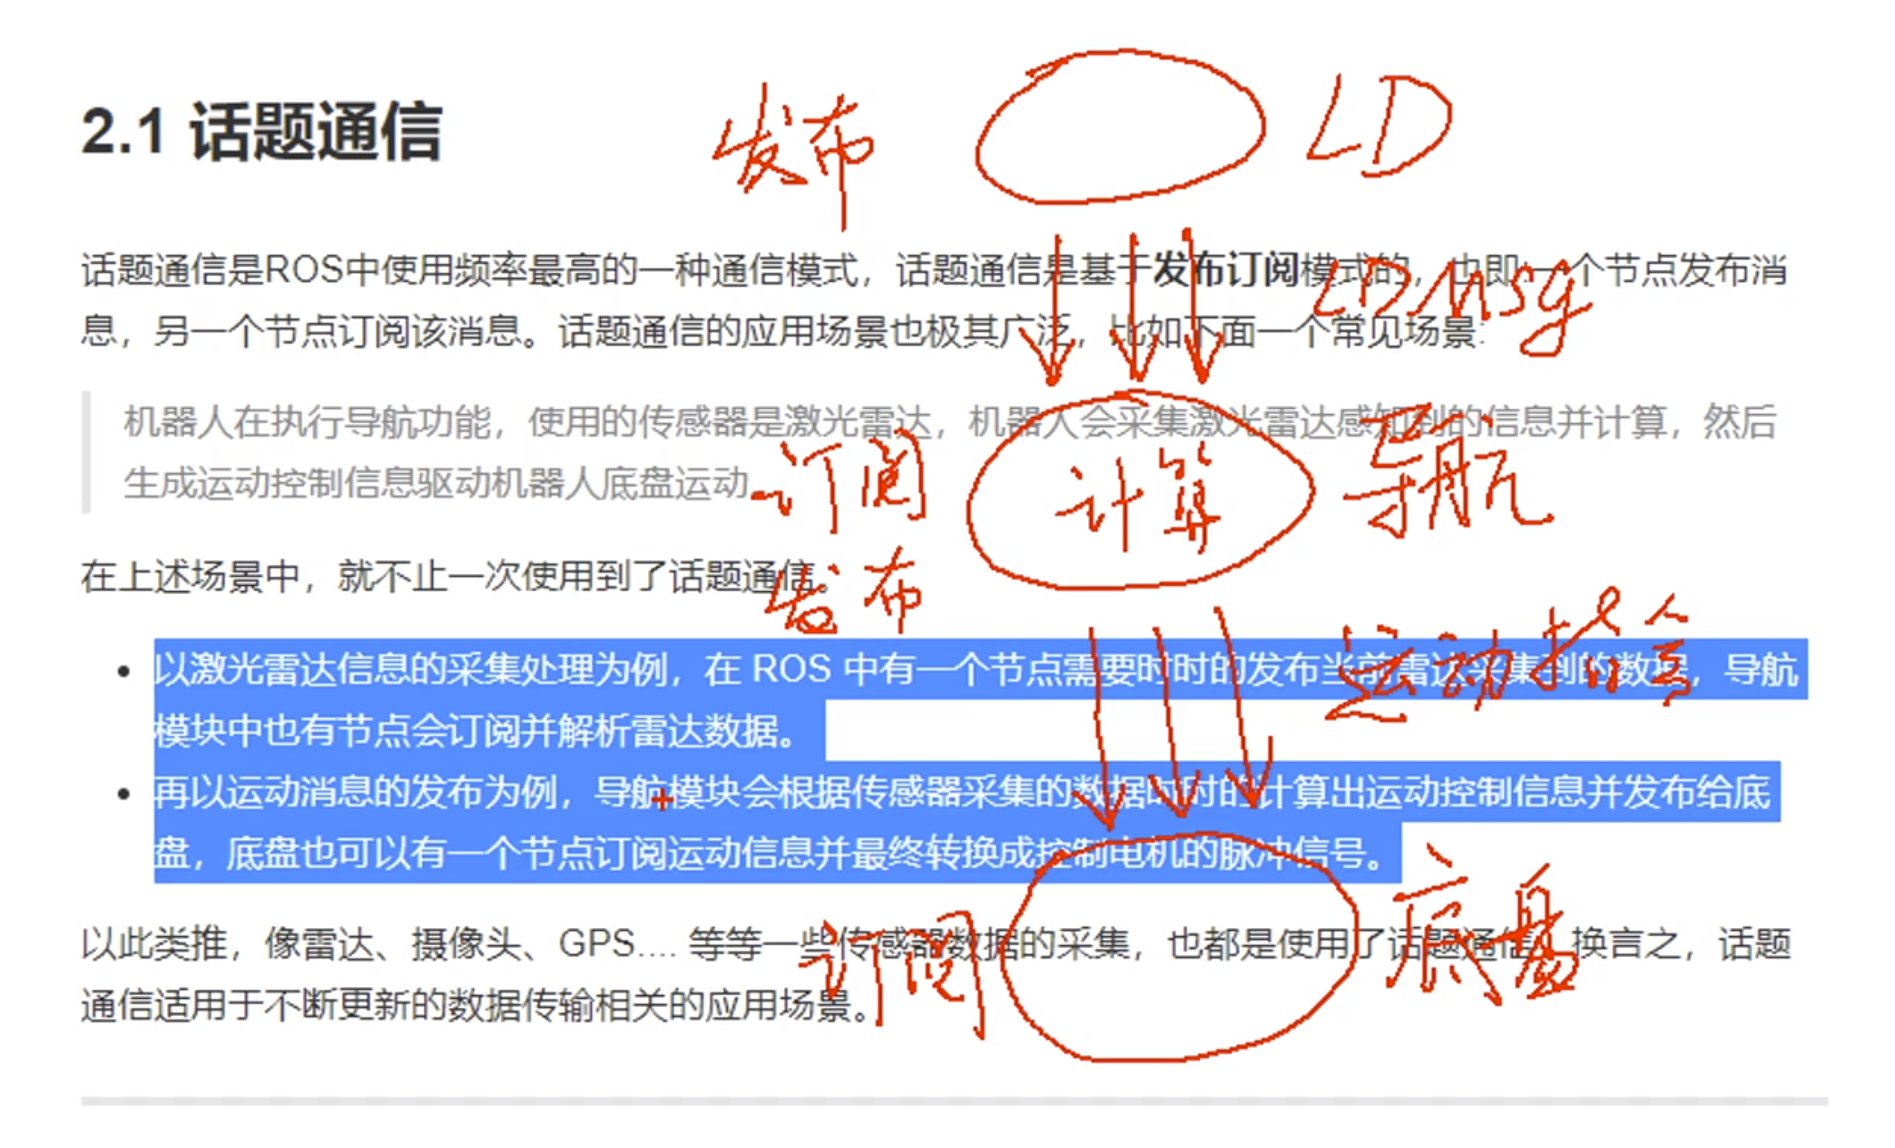 2.1 话题通信
发布
LD
话题通信是ROS中使用频率最高的一种通信模式，话题通信是基于发布订阅模式的，也即:一个节点发布消
息，另一个节点订阅该消息。话题通信的应用场景也极其广泛，比如下面一个常见场景:
LDMsg
机器人在执行导航功能，使用的传感器是激光雷达，机器人会采集激光雷达感知到的信息并计算，然后
生成运动控制信息驱动机器人底盘运动。
订阅
计算
导航
在上述场景中，就不止一次使用到了话题通信。
发布
运动指令
以激光雷达信息的采集处理为例，在 ROS 中有一个节点需要时时的发布当前雷达采集到的数据，导航
模块中也有节点会订阅并解析雷达数据。
再以运动消息的发布为例，导航模块会根据传感器采集的数据时时的计算出运动控制信息并发布给底
盘，底盘也可以有一个节点订阅运动信息并最终转换成控制电机的脉冲信号。
订阅
底盘
以此类推，像雷达、摄像头、GPS.... 等等一些传感器数据的采集，也都是使用了话题通信，换言之，话题
通信适用于不断更新的数据传输相关的应用场景。